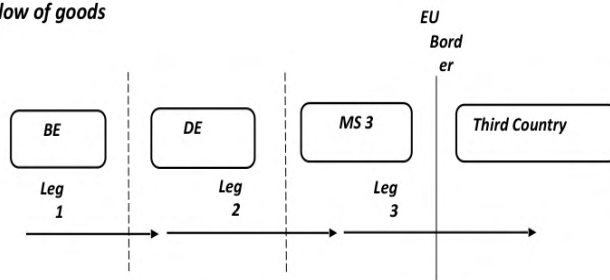 low of goods
EU
Bord
er
BE
DE
MS 3
Third Country
Leg
1
Leg
2
Leg
3